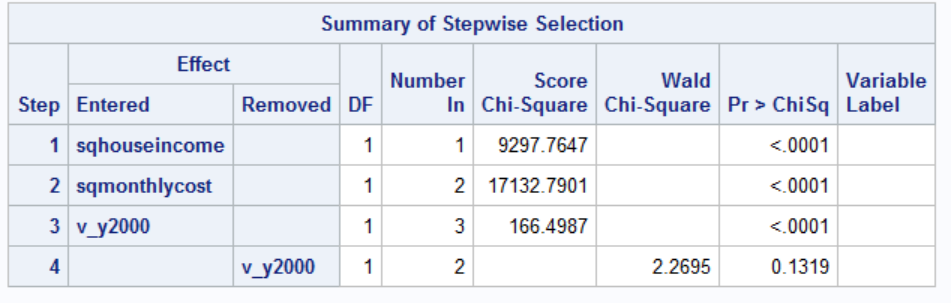 Summary of Stepwise Selection
Step Effect Entered Effect Removed DF Number In Score Chi-Square Wald Chi-Square Pr > ChiSq Variable Label
1 sqhouseincome 1 1 9297.7647 <.0001
2 sqmonthlycost 1 2 17132.7901 <.0001
3 v_y2000 1 3 166.4987 <.0001
4 v_y2000 1 2 2.2695 0.1319